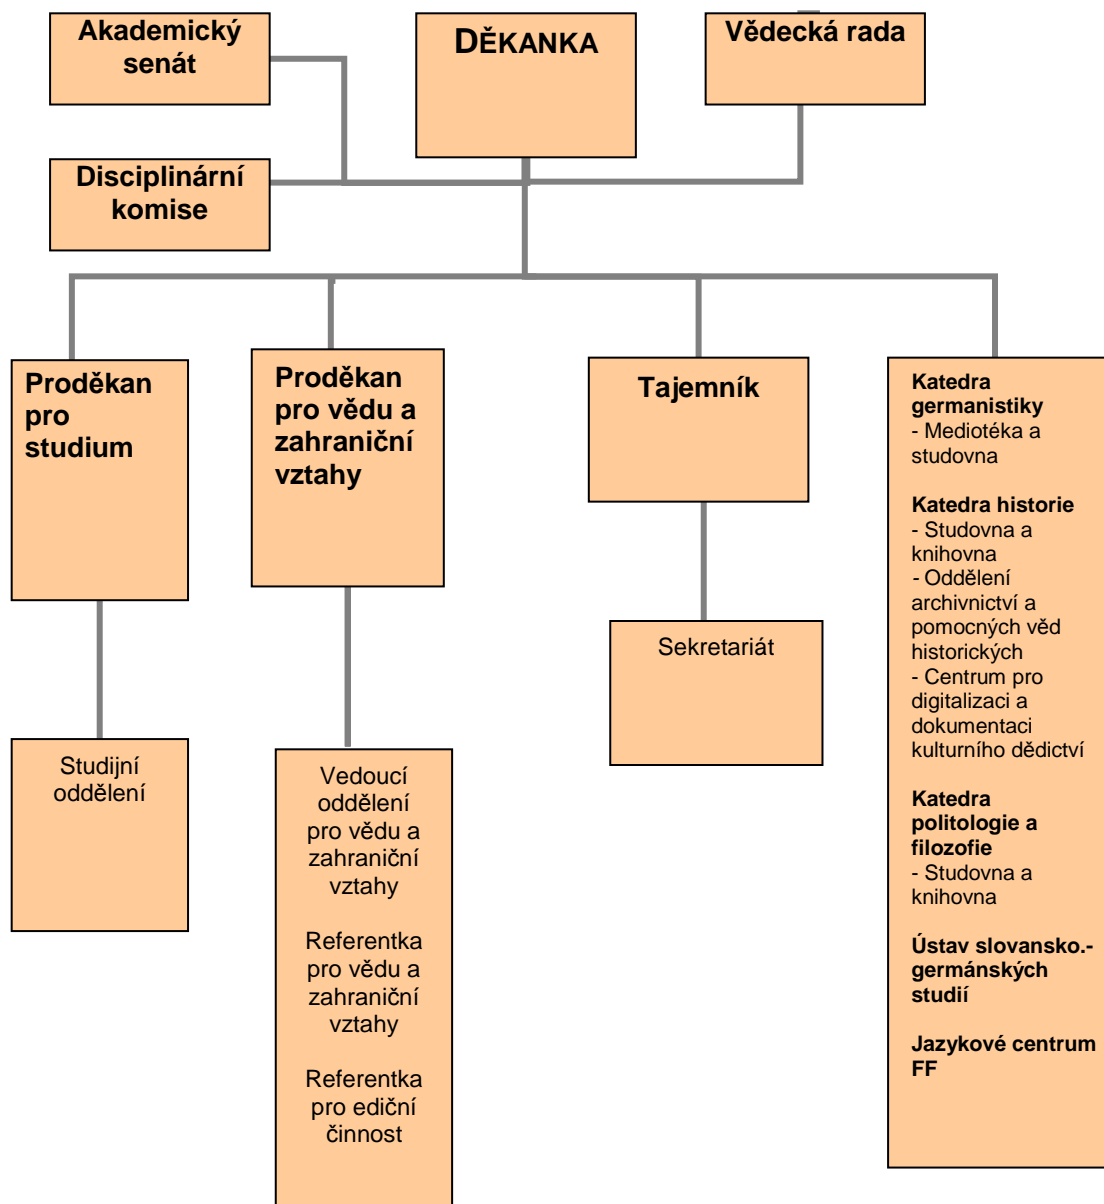 Akademický
senát
DĚKANKA
Vědecká rada
Disciplinární
komise
Proděkan
pro
studium
Proděkan
pro vědu a
zahraniční
vztahy
Tajemník
Katedra
germanistiky
- Mediotéka a
studovna
Katedra historie
- Studovna a
knihovna
- Oddělení
archivnictví a
pomocných věd
historických
- Centrum pro
digitalizaci a
dokumentaci
kulturního dědictví
Katedra
politologie a
filozofie
- Studovna a
knihovna
Ústav slovansko.-
germánských
studií
Jazykové centrum
FF
Sekretariát
Studijní
oddělení
Vedoucí
oddělení
pro vědu a
zahraniční
vztahy
Referentka
pro vědu a
zahraniční
vztahy
Referentka
pro ediční
činnost